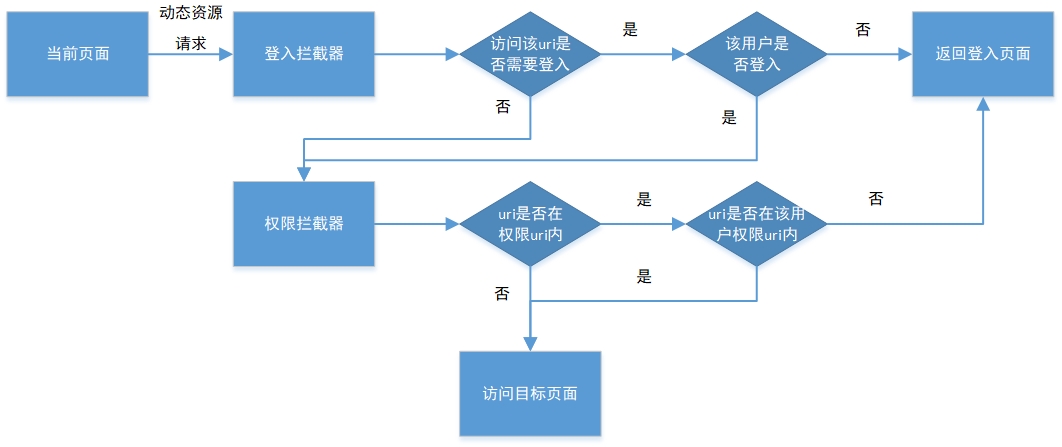 动态资源
请求
当前页面
登入拦截器
访问该uri是
否需要登入
是
该用户是
否登入
否
返回登入页面
否
是
权限拦截器
uri是否在
权限uri内
是
uri是否在该用
户权限uri内
否
否
是
访问目标页面